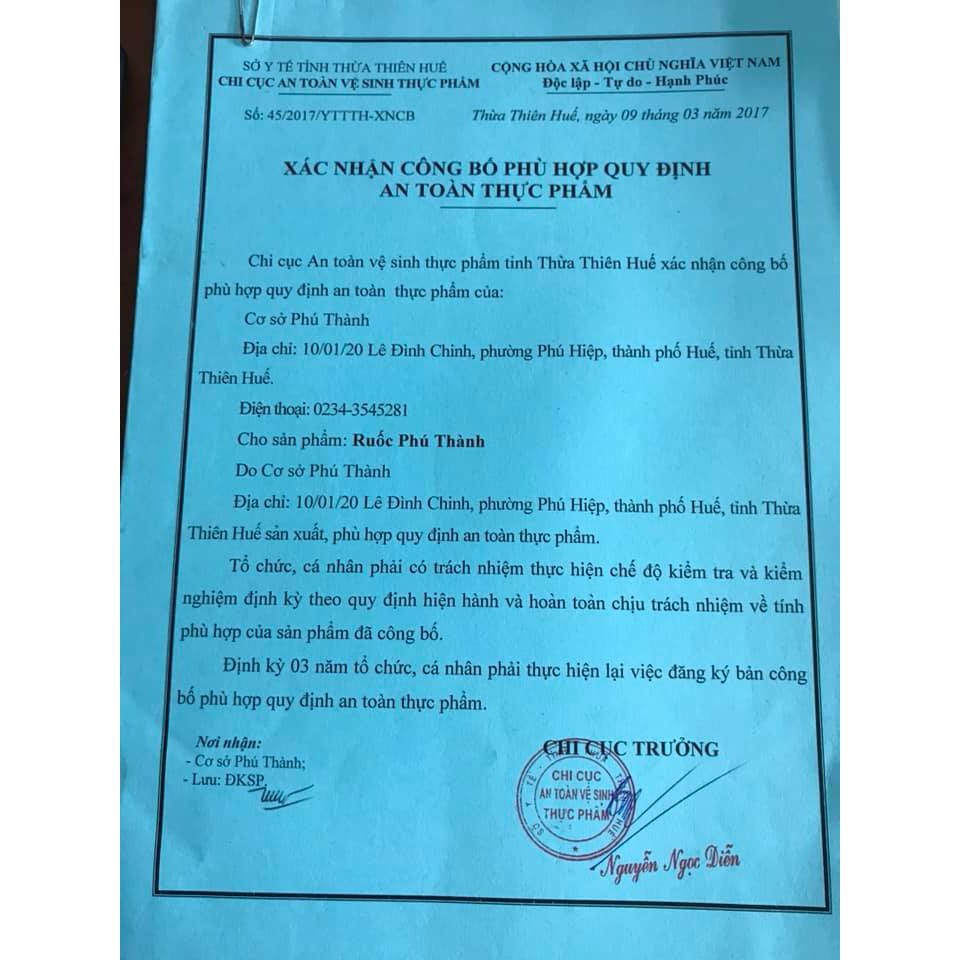 SỞ Y TẾ TỈNH THỪA THIÊN HUẾ
CHI CỤC AN TOÀN VỆ SINH THỰC PHẨM
CỘNG HÒA XÃ HỘI CHỦ NGHĨA VIỆT NAM
Độc lập - Tự do - Hạnh Phúc
Số: 45/2017/YTTTH-XNCB
Thừa Thiên Huế, ngày 09 tháng 03 năm 2017
XÁC NHẬN CÔNG BỐ PHÙ HỢP QUY ĐỊNH
AN TOÀN THỰC PHẨM
Chi cục An toàn vệ sinh thực phẩm tỉnh Thừa Thiên Huế xác nhận công bố
phù hợp quy định an toàn thực phẩm của:
Cơ sở Phú Thành
Địa chỉ: 10/01/20 Lê Đình Chinh, phường Phú Hiệp, thành phố Huế, tỉnh Thừa
Thiên Huế.
Điện thoại: 0234-3545281
Cho sản phẩm: Ruốc Phú Thành
Do Cơ sở Phú Thành
Địa chỉ: 10/01/20 Lê Đình Chinh, phường Phú Hiệp, thành phố Huế, tỉnh Thừa
Thiên Huế sản xuất, phù hợp quy định an toàn thực phẩm.
Tổ chức, cá nhân phải có trách nhiệm thực hiện chế độ kiểm tra và kiểm
nghiệm định kỳ theo quy định hiện hành và hoàn toàn chịu trách nhiệm về tính
phù hợp của sản phẩm đã công bố.
Định kỳ 03 năm tổ chức, cá nhân phải thực hiện lại việc đăng ký bản công
bố phù hợp quy định an toàn thực phẩm.
Nơi nhận:
- Cơ sở Phú Thành;
- Lưu: ĐKSP.
CHI CỤC TRƯỞNG
CHI CỤC
AN TOÀN VỆ SINH
THỰC PHẨM
SỞ Y TẾ
HUẾ
Nguyễn Ngọc Diễn